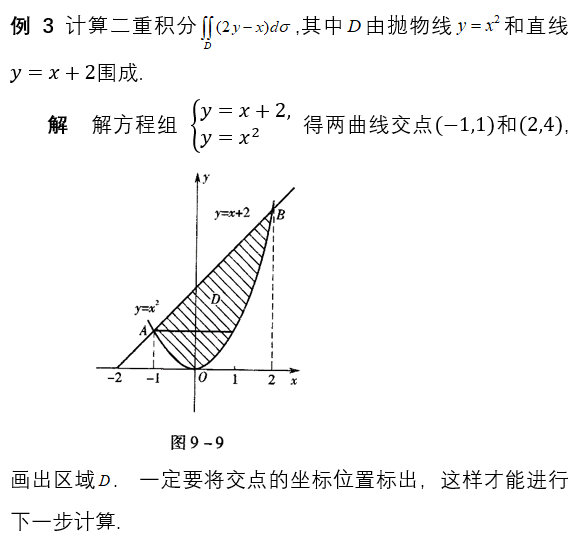 例 3 计算二重积分∬_D (2y−x)dσ,其中 D 由抛物线 y = x² 和直线
y = x + 2围成.
解 解方程组 {y = x + 2, y = x² 得两曲线交点(−1,1)和(2,4),
y
y=x+2
B
y=x²
D
A
-2 -1 O 1 2 x
图9-9
画出区域D. 一定要将交点的坐标位置标出,这样才能进行
下一步计算.